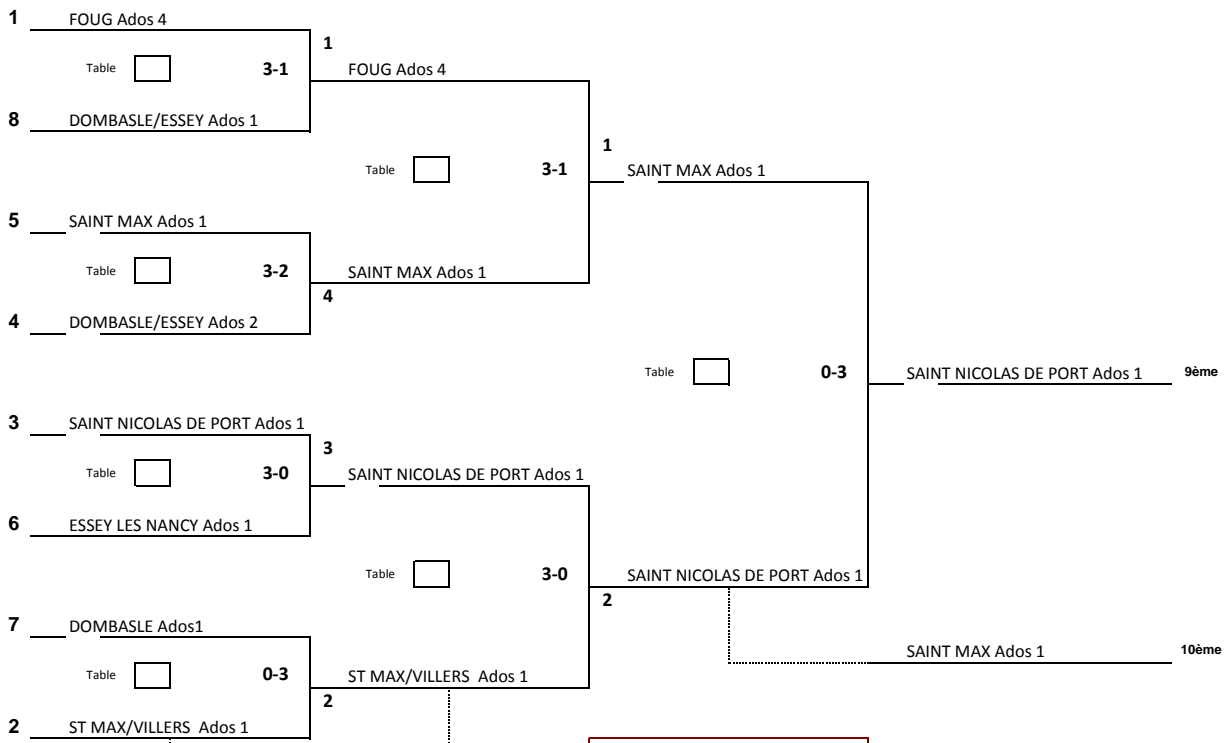 1 FOUG Ados 4
1
Table 3-1 FOUG Ados 4
8 DOMBASLE/ESSEY Ados 1
1
Table 3-1 SAINT MAX Ados 1
5 SAINT MAX Ados 1
Table 3-2 SAINT MAX Ados 1
4
4 DOMBASLE/ESSEY Ados 2
Table 0-3 SAINT NICOLAS DE PORT Ados 1 9ème
3 SAINT NICOLAS DE PORT Ados 1
3
Table 3-0 SAINT NICOLAS DE PORT Ados 1
6 ESSEY LES NANCY Ados 1
Table 3-0 SAINT NICOLAS DE PORT Ados 1
2
7 DOMBASLE Ados1
SAINT MAX Ados 1 10ème
Table 0-3 ST MAX/VILLERS Ados 1
2
2 ST MAX/VILLERS Ados 1